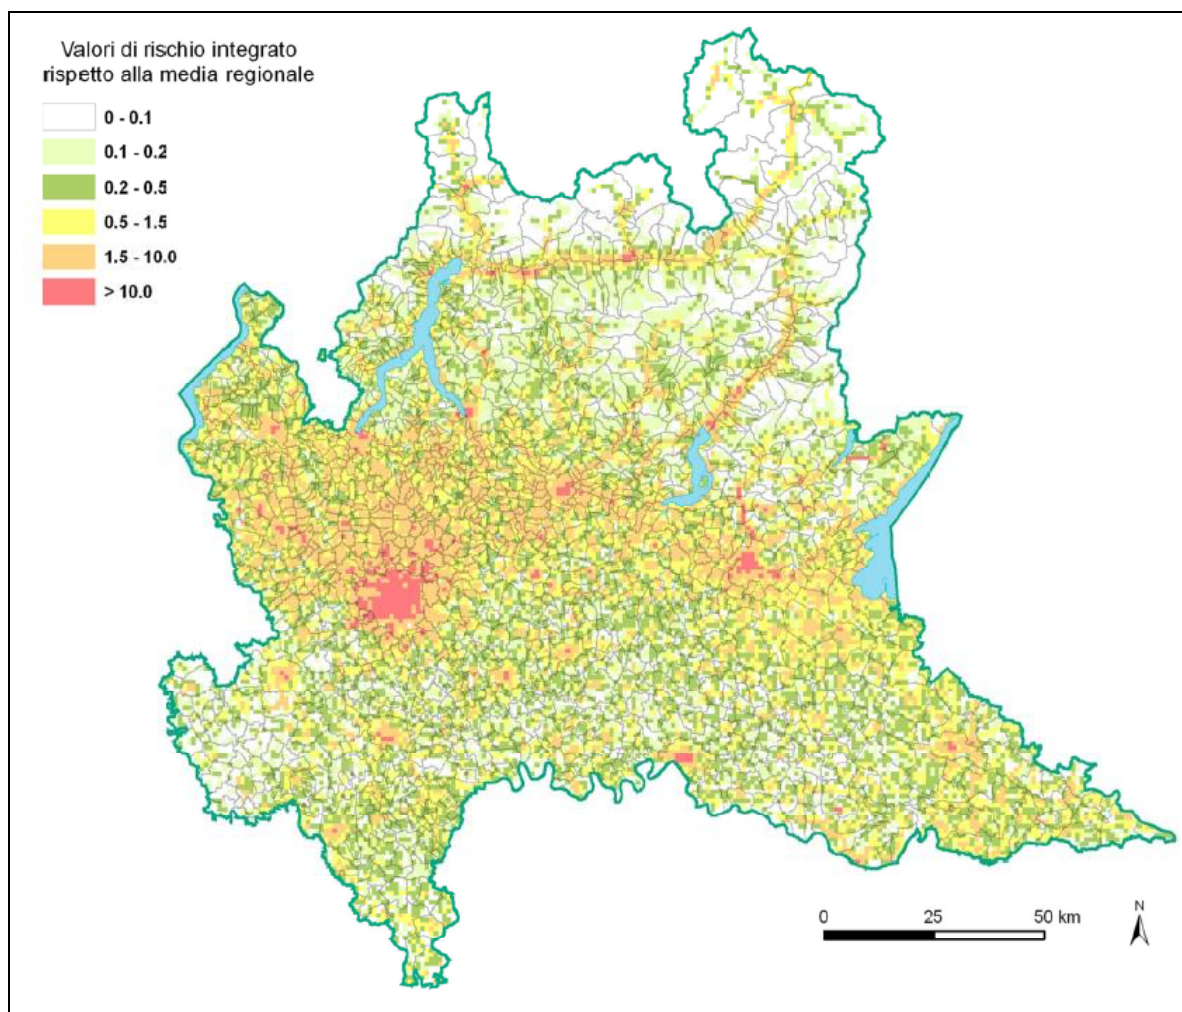 Valori di rischio integrato
rispetto alla media regionale
0 - 0.1
0.1 - 0.2
0.2 - 0.5
0.5 - 1.5
1.5 - 10.0
> 10.0
0 25 50 km
N